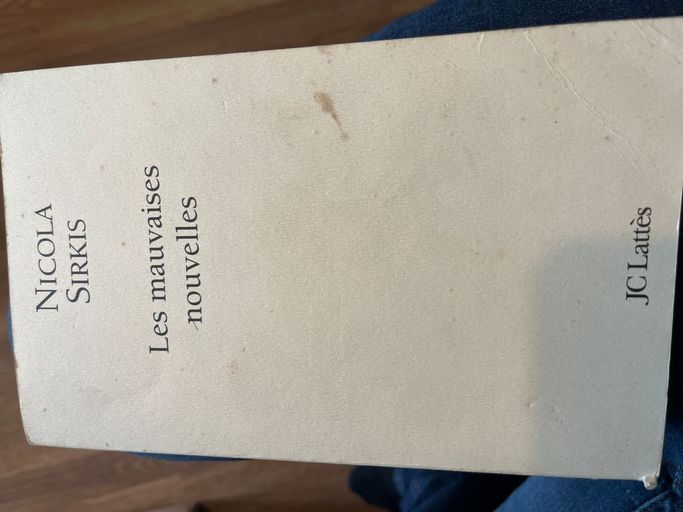 NICOLA
SIRKIS
Les mauvaises
nouvelles
JC Lattès